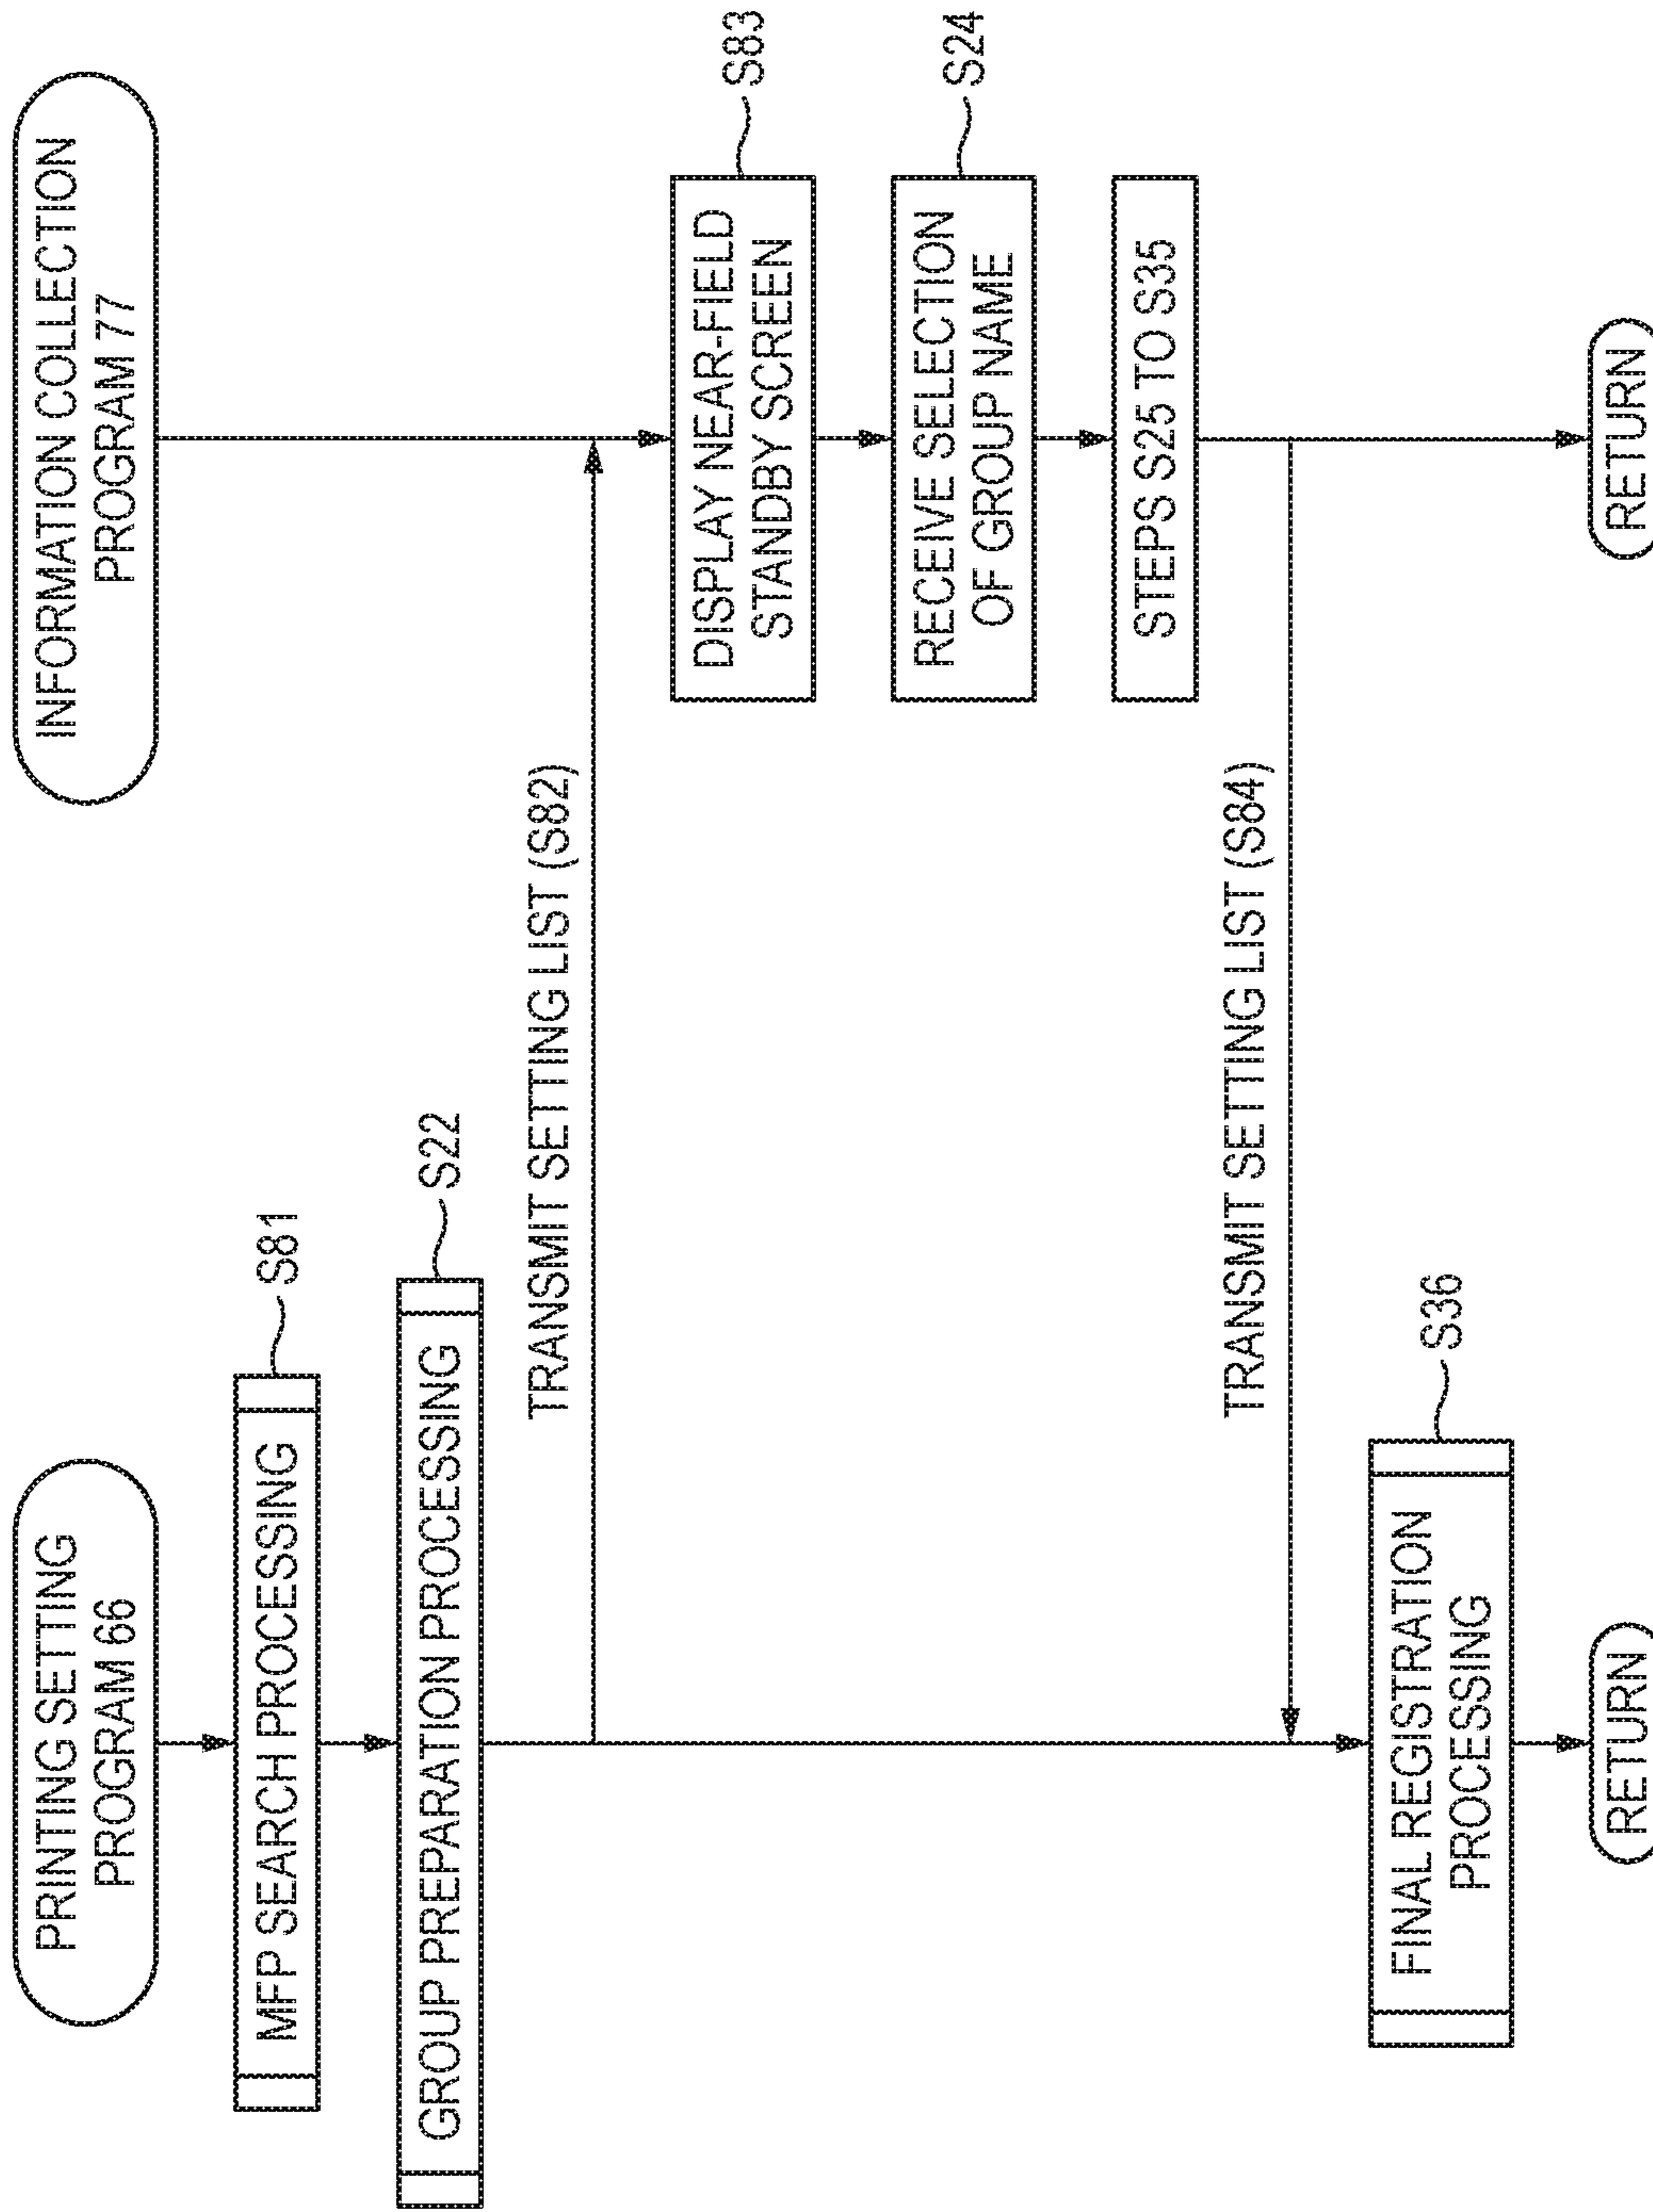 PRINTING SETTING
PROGRAM 66
MFP SEARCH PROCESSING
S81
GROUP PREPARATION PROCESSING
S22
TRANSMIT SETTING LIST (S82)
TRANSMIT SETTING LIST (S84)
FINAL REGISTRATION
PROCESSING
S36
RETURN
INFORMATION COLLECTION
PROGRAM 77
DISPLAY NEAR-FIELD
STANDBY SCREEN
S83
RECEIVE SELECTION
OF GROUP NAME
S24
STEPS S25 TO S35
RETURN